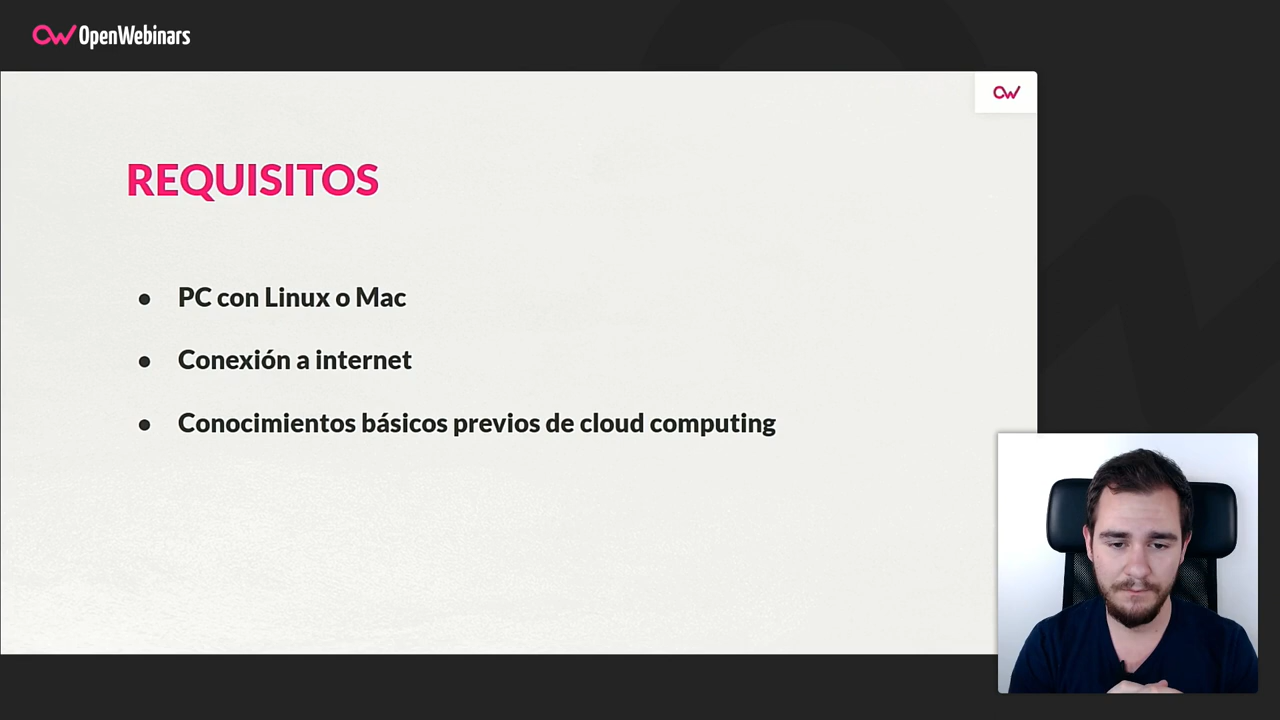 OpenWebinars
REQUISITOS
● PC con Linux o Mac
● Conexión a internet
● Conocimientos básicos previos de cloud computing